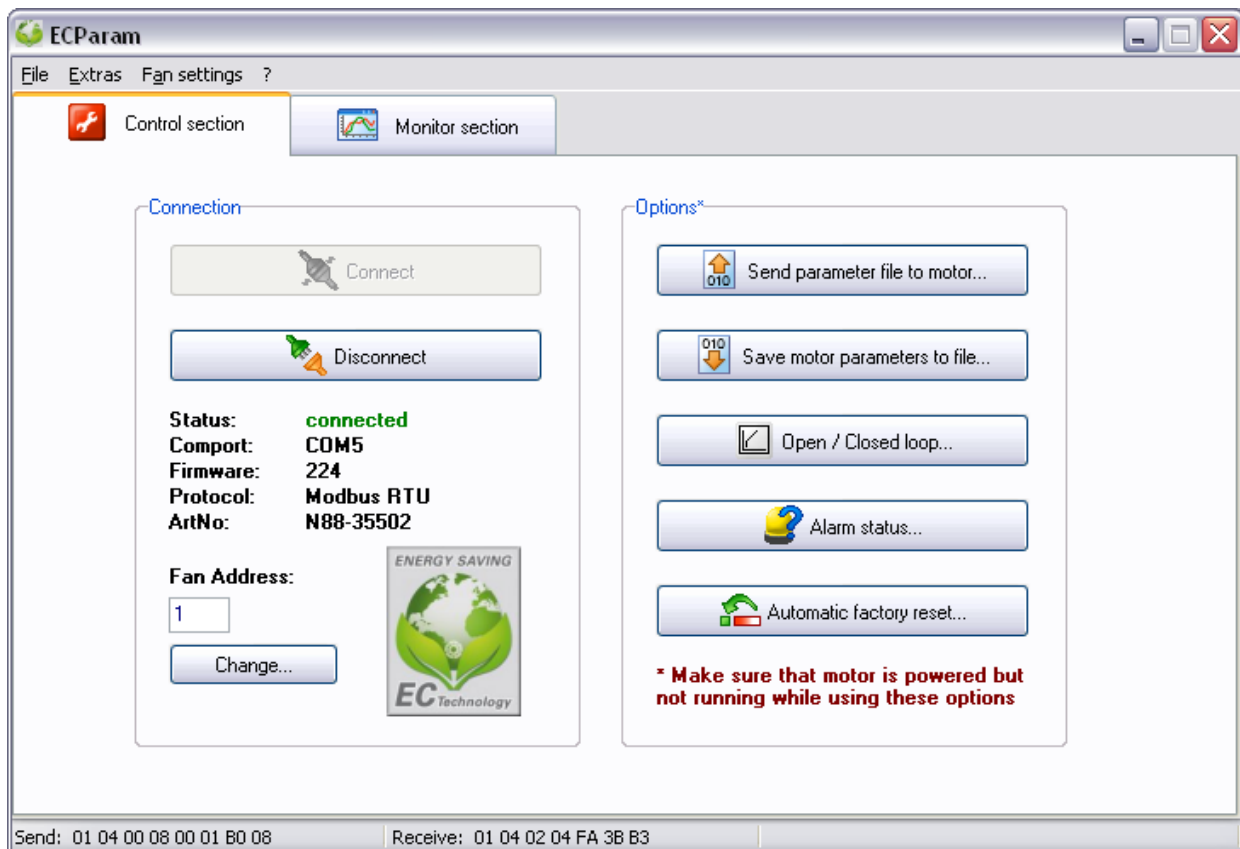 ECParam
File Extras Fan settings ?
Control section
Monitor section
Connection
Connect
Disconnect
Status: connected
Comport: COM5
Firmware: 224
Protocol: Modbus RTU
ArtNo: N88-35502
Fan Address:
1
Change...
ENERGY SAVING
EC Technology
Options*
010
Send parameter file to motor...
010
Save motor parameters to file...
Open / Closed loop...
Alarm status...
Automatic factory reset...
* Make sure that motor is powered but
not running while using these options
Send: 01 04 00 08 00 01 B0 08
Receive: 01 04 02 04 FA 3B B3